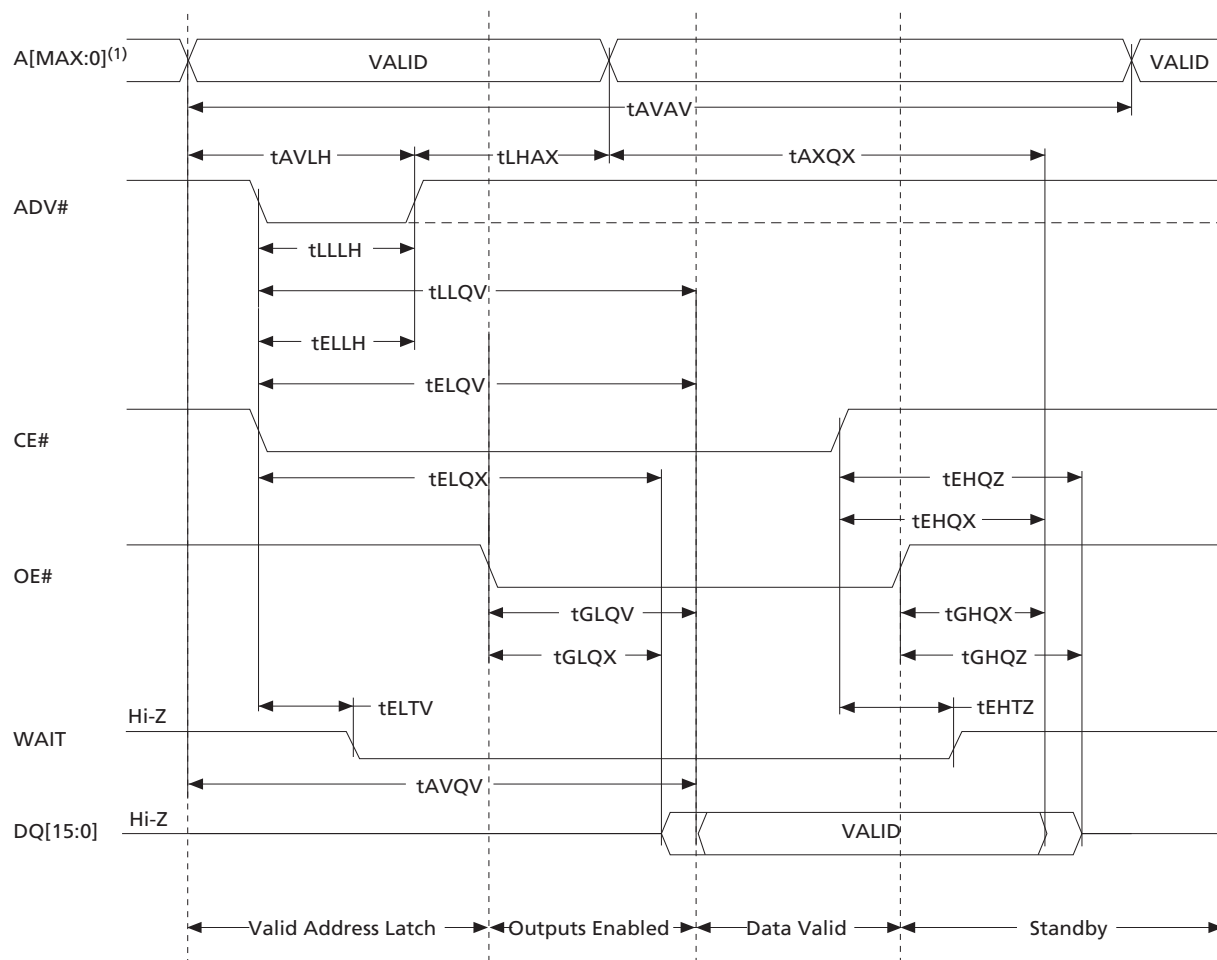 A[MAX:0](1)
VALID
VALID
tAVAV
tAVLH
tLHAX
tAXQX
ADV#
tLLLH
tLLQV
tELLH
tELQV
CE#
tELQX
tEHQZ
tEHQX
OE#
tGLQV
tGHQX
tGLQX
tGHQZ
tELTV
tEHTZ
Hi-Z
WAIT
tAVQV
Hi-Z
DQ[15:0]
VALID
Valid Address Latch
Outputs Enabled
Data Valid
Standby